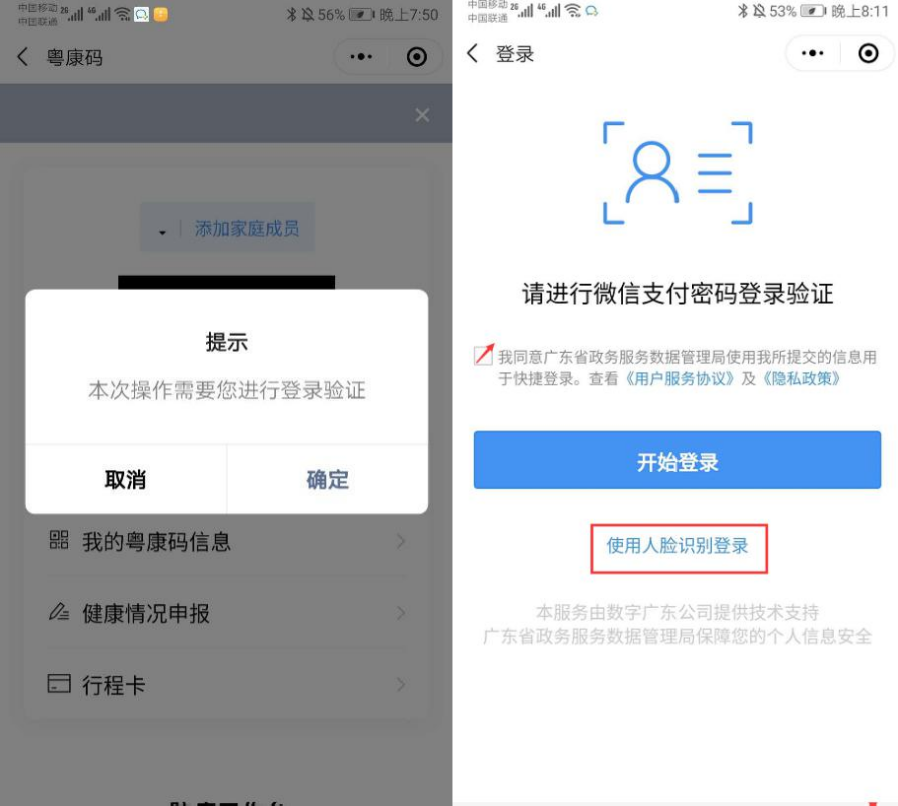 中国移动 2G 4G 56% 晚上7:50
中国联通
粤康码
添加家庭成员
提示
本次操作需要您进行登录验证
取消 确定
我的粤康码信息
健康情况申报
行程卡
中国移动 2G 4G 53% 晚上8:11
中国联通
登录
请进行微信支付密码登录验证
我同意广东省政务服务数据管理局使用我所提交的信息用
于快捷登录。查看《用户服务协议》及《隐私政策》
开始登录
使用人脸识别登录
本服务由数字广东公司提供技术支持
广东省政务服务数据管理局保障您的个人信息安全